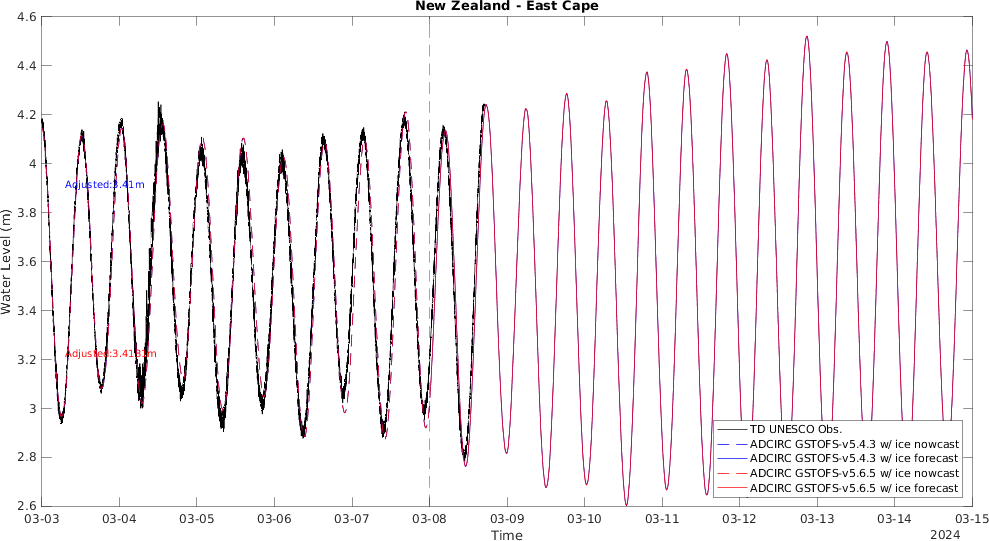 New Zealand - East Cape
Water Level (m)
4.6
4.4
4.2
4
3.8
3.6
3.4
3.2
3
2.8
2.6
Adjusted:3.41m
Adjusted:3.4132m
TD UNESCO Obs.
ADCIRC GSTOFS-v5.4.3 w/ ice nowcast
ADCIRC GSTOFS-v5.4.3 w/ ice forecast
ADCIRC GSTOFS-v5.6.5 w/ ice nowcast
ADCIRC GSTOFS-v5.6.5 w/ ice forecast
03-03 03-04 03-05 03-06 03-07 03-08 03-09 03-10 03-11 03-12 03-13 03-14 03-15
Time
2024